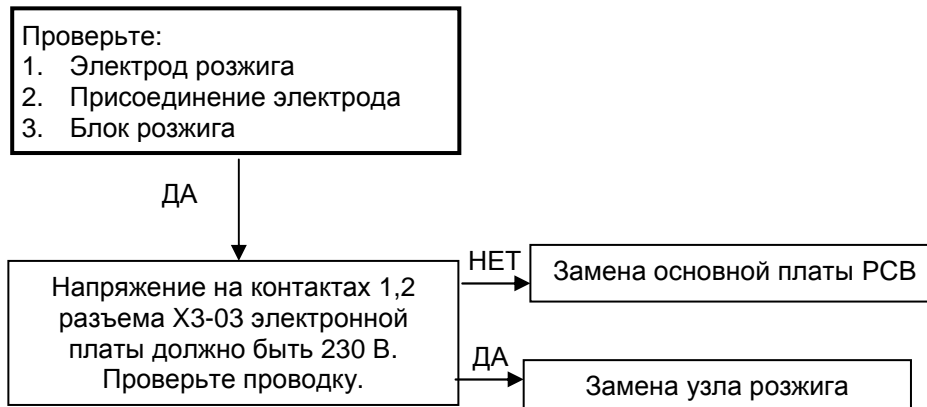 Проверьте:
1. Электрод розжига
2. Присоединение электрода
3. Блок розжига
ДА
Напряжение на контактах 1,2
разъема Х3-03 электронной
платы должно быть 230 В.
Проверьте проводку.
НЕТ
Замена основной платы РСВ
ДА
Замена узла розжига